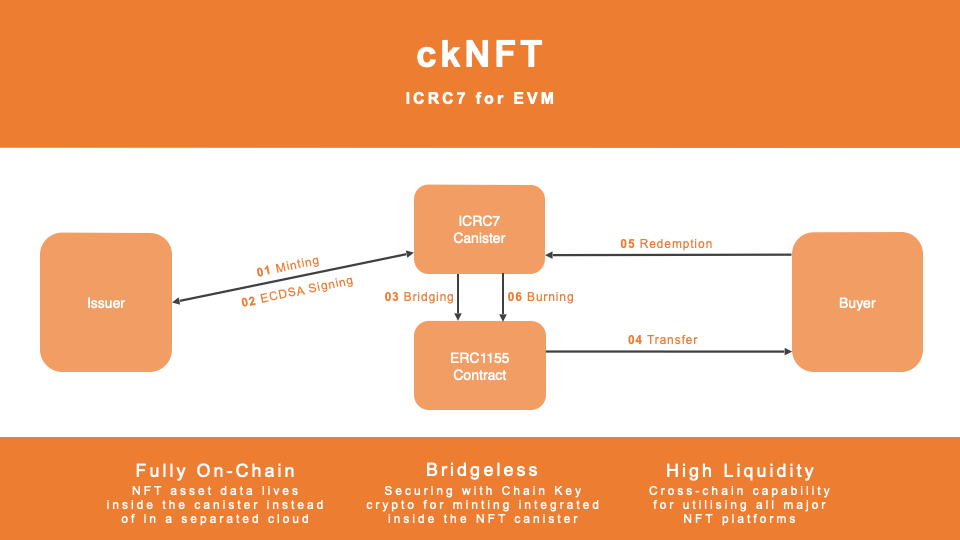 ckNFT
ICRC7 for EVM
ICRC7
Canister
Issuer
01 Minting
02 ECDSA Signing
03 Bridging
06 Burning
05 Redemption
Buyer
04 Transfer
ERC1155
Contract
Fully On-Chain
NFT asset data lives
inside the canister instead
of in a separated cloud
Bridgeless
Securing with Chain Key
crypto for minting integrated
inside the NFT canister
High Liquidity
Cross-chain capability
for utilising all major
NFT platforms